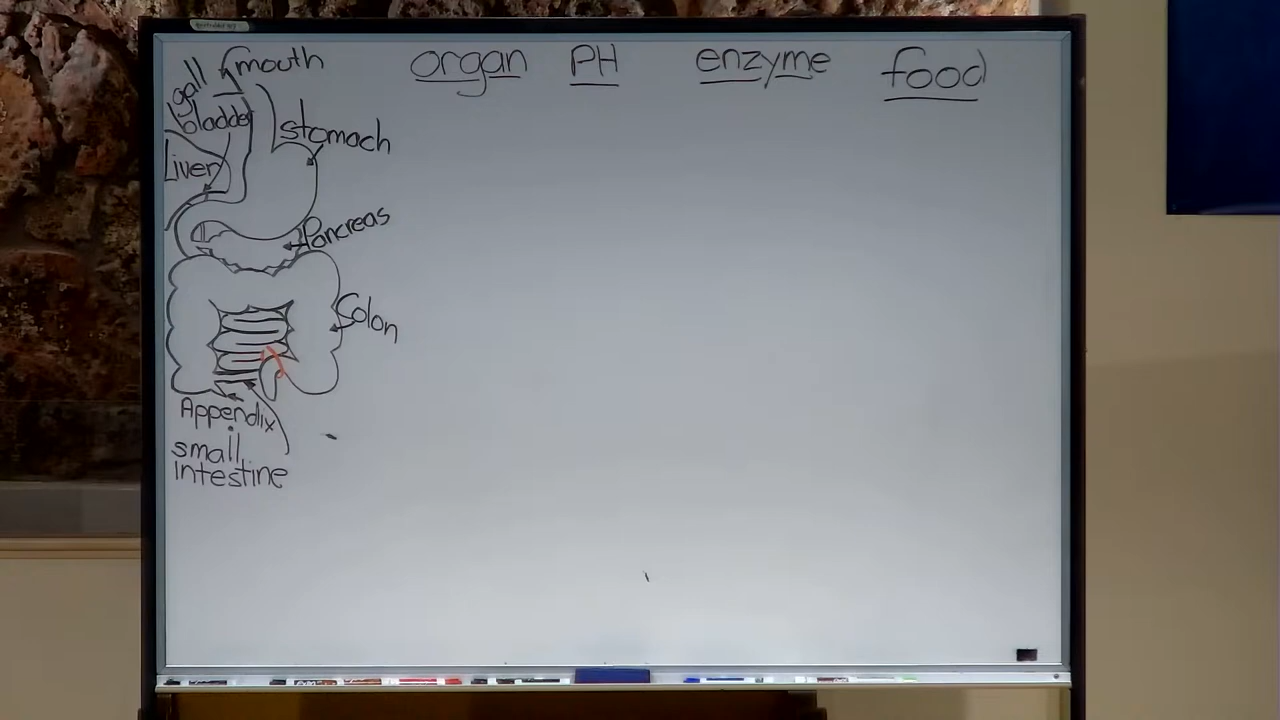 mouth
organ PH enzyme food
gall
bladder
stomach
Liver
Pancreas
Colon
Appendix
small
intestine